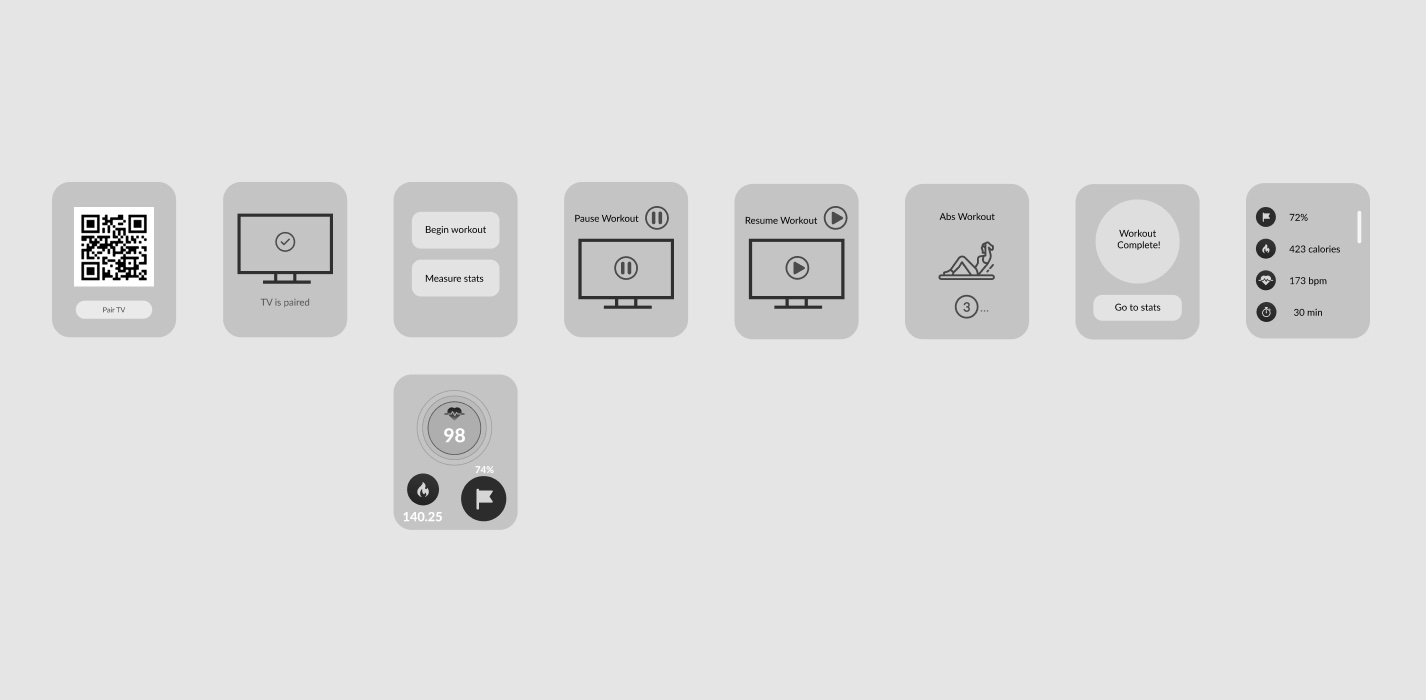 Pair TV
TV is paired
Begin workout
Measure stats
Pause Workout
Resume Workout
Abs Workout
3 ...
Workout
Complete!
Go to stats
72%
423 calories
173 bpm
30 min
98
74%
140.25